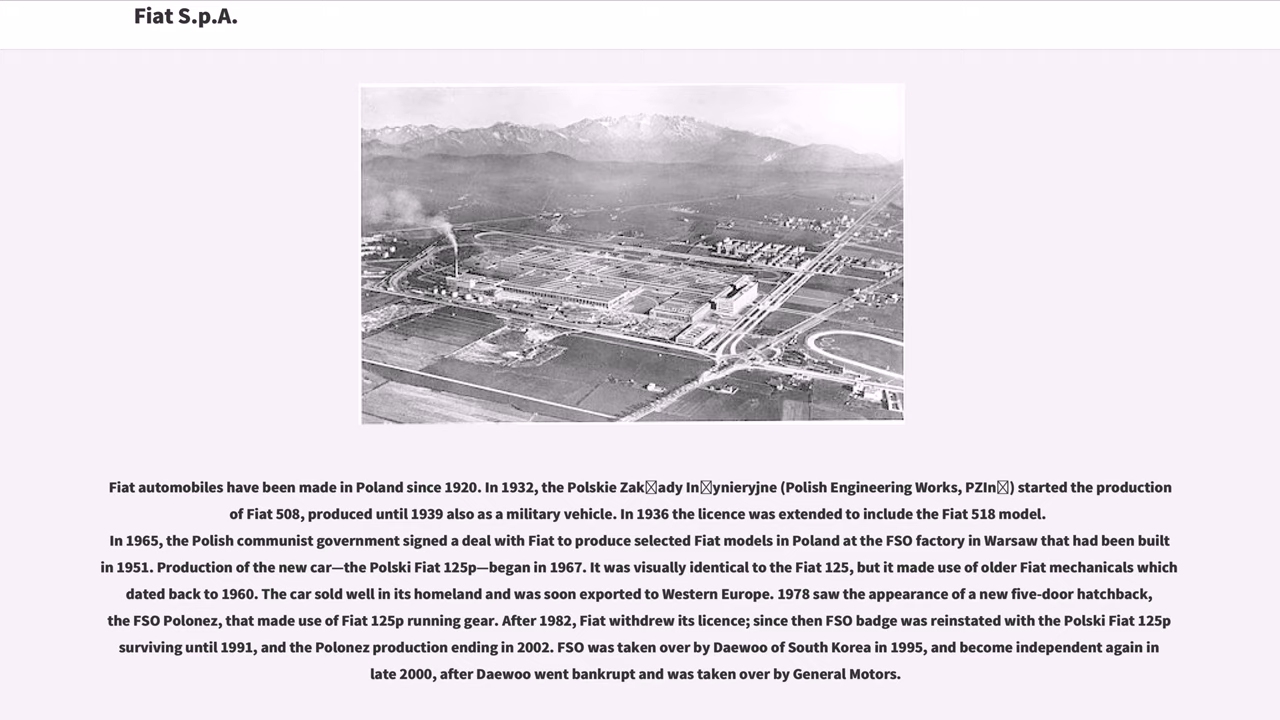 Fiat S.p.A.
Fiat automobiles have been made in Poland since 1920. In 1932, the Polskie Zak☒ady In☒ynieryjne (Polish Engineering Works, PZIn☒) started the production
of Fiat 508, produced until 1939 also as a military vehicle. In 1936 the licence was extended to include the Fiat 518 model.
In 1965, the Polish communist government signed a deal with Fiat to produce selected Fiat models in Poland at the FSO factory in Warsaw that had been built
in 1951. Production of the new car—the Polski Fiat 125p—began in 1967. It was visually identical to the Fiat 125, but it made use of older Fiat mechanicals which
dated back to 1960. The car sold well in its homeland and was soon exported to Western Europe. 1978 saw the appearance of a new five-door hatchback,
the FSO Polonez, that made use of Fiat 125p running gear. After 1982, Fiat withdrew its licence; since then FSO badge was reinstated with the Polski Fiat 125p
surviving until 1991, and the Polonez production ending in 2002. FSO was taken over by Daewoo of South Korea in 1995, and become independent again in
late 2000, after Daewoo went bankrupt and was taken over by General Motors.